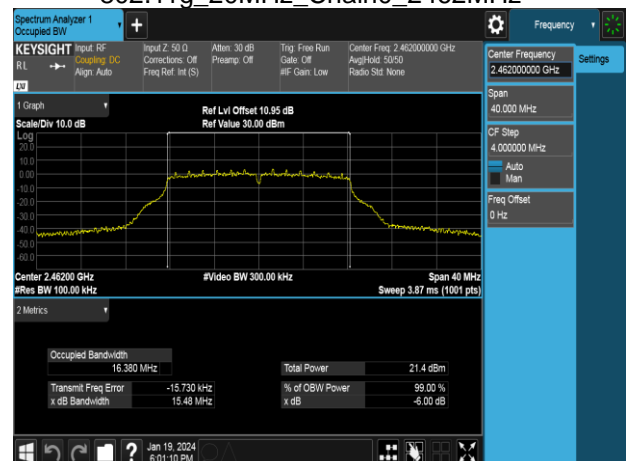 802.11g_20MHz_Chain0_2462MHz
Spectrum Analyzer 1
Occupied BW
+
Frequency
KEYSIGHT
RL
LXI
Input: RF
Coupling: DC
Align: Auto
Input Z: 50 Ω
Corrections: Off
Freq Ref: Int (S)
Atten: 30 dB
Preamp: Off
Trig: Free Run
Gate: Off
#IF Gain: Low
Center Freq: 2.462000000 GHz
Avg|Hold: 50/50
Radio Std: None
Center Frequency
2.462000000 GHz
Settings
Span
40.000 MHz
CF Step
4.000000 MHz
Auto
Man
Freq Offset
0 Hz
1 Graph
Scale/Div 10.0 dB
Ref Lvl Offset 10.95 dB
Ref Value 30.00 dBm
Log
20.0
10.0
0.00
-10.0
-20.0
-30.0
-40.0
-50.0
-60.0
Center 2.46200 GHz
#Res BW 100.00 kHz
#Video BW 300.00 kHz
Span 40 MHz
Sweep 3.87 ms (1001 pts)
2 Metrics
Occupied Bandwidth
16.380 MHz
Total Power 21.4 dBm
Transmit Freq Error -15.730 kHz
% of OBW Power 99.00 %
x dB Bandwidth 15.48 MHz
x dB -6.00 dB
?
Jan 19, 2024
6:01:10 PM